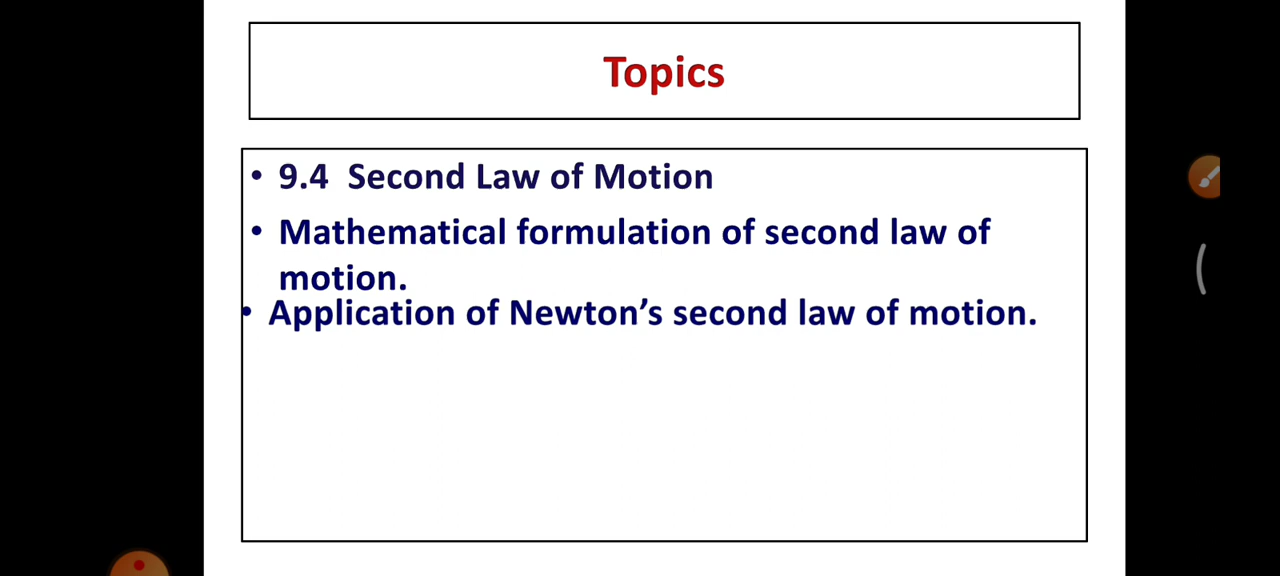 Topics
• 9.4 Second Law of Motion
• Mathematical formulation of second law of
motion.
• Application of Newton’s second law of motion.